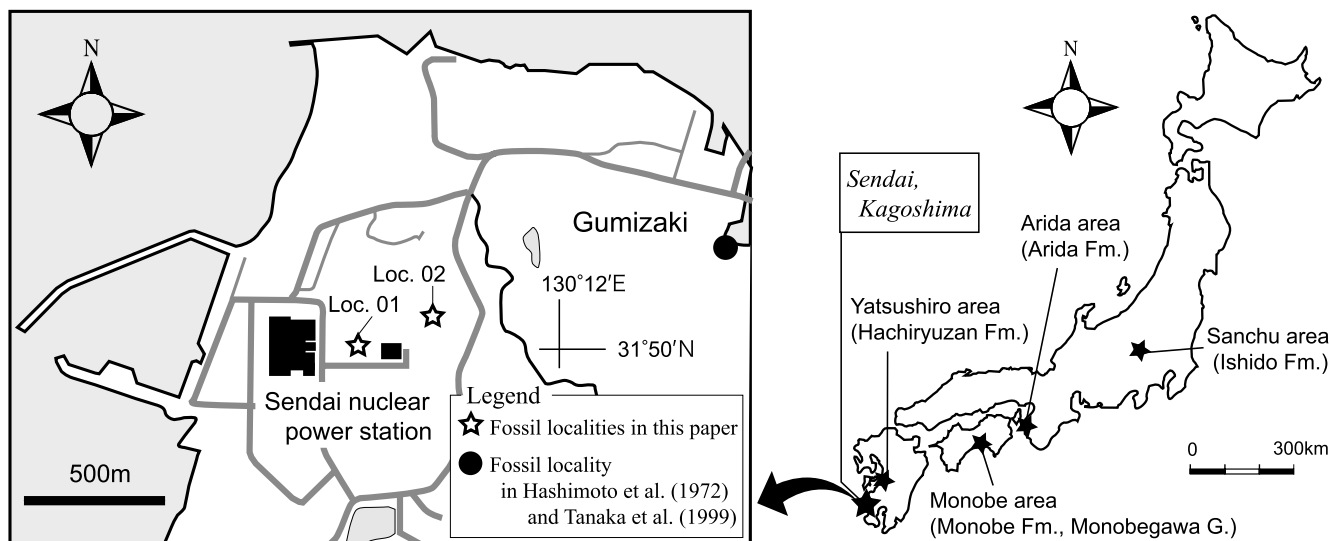 N
Gumizaki
Loc. 02
Loc. 01
130°12′E
31°50′N
Sendai nuclear
power station
500m
Legend
Fossil localities in this paper
Fossil locality
in Hashimoto et al. (1972)
and Tanaka et al. (1999)
N
Sendai,
Kagoshima
Arida area
(Arida Fm.)
Yatsushiro area
(Hachiryuzan Fm.)
Sanchu area
(Ishido Fm.)
0 300km
Monobe area
(Monobe Fm., Monobegawa G.)